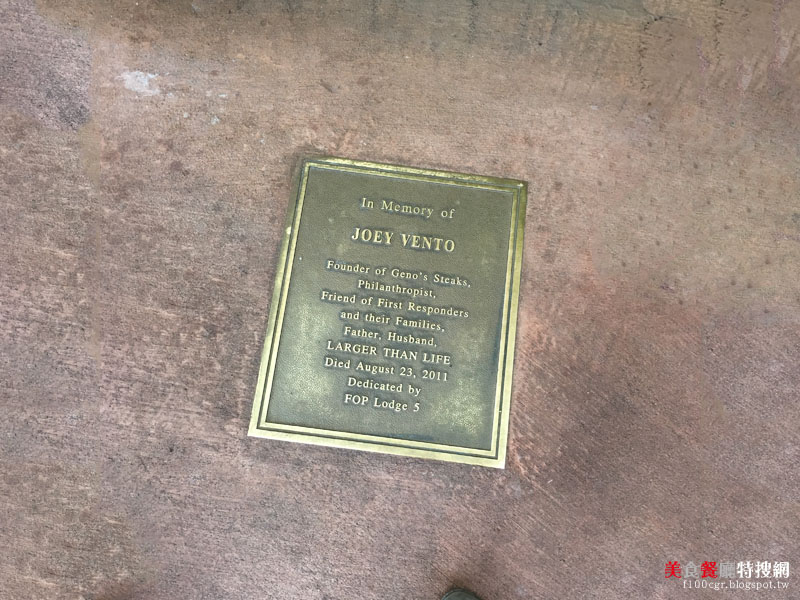 In Memory of
JOEY VENTO
Founder of Geno's Steaks,
Philanthropist,
Friend of First Responders
and their Families,
Father, Husband,
LARGER THAN LIFE
Died August 23, 2011
Dedicated by
FOP Lodge 5
美食餐廳特搜網
f100cgr.blogspot.tw